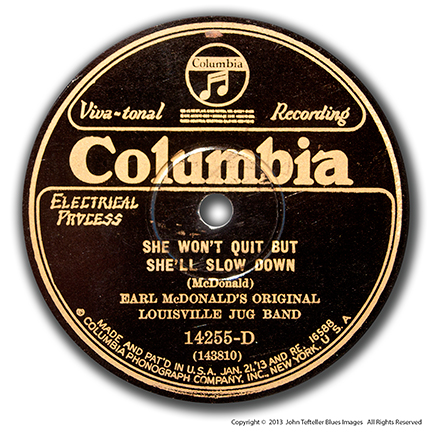 Columbia
Viva-tonal Recording
Columbia
ELECTRICAL
PROCESS
SHE WON'T QUIT BUT
SHE'LL SLOW DOWN
(McDonald)
EARL McDONALD'S ORIGINAL
LOUISVILLE JUG BAND
14255-D
(143810)
MADE AND PAT'D IN U.S.A. JAN. 21,'13 AND RE. 16588
© COLUMBIA PHONOGRAPH COMPANY, INC., NEW YORK, U.S.A
Copyright © 2013 John Tefteller Blues Images All Rights Reserved